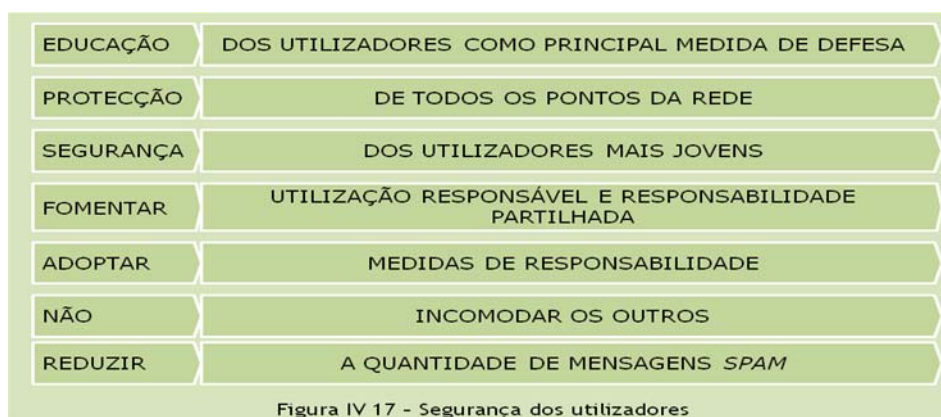 EDUCAÇÃO DOS UTILIZADORES COMO PRINCIPAL MEDIDA DE DEFESA
PROTECÇÃO DE TODOS OS PONTOS DA REDE
SEGURANÇA DOS UTILIZADORES MAIS JOVENS
FOMENTAR UTILIZAÇÃO RESPONSÁVEL E RESPONSABILIDADE
PARTILHADA
ADOPTAR MEDIDAS DE RESPONSABILIDADE
NÃO INCOMODAR OS OUTROS
REDUZIR A QUANTIDADE DE MENSAGENS SPAM
Figura IV 17 - Segurança dos utilizadores